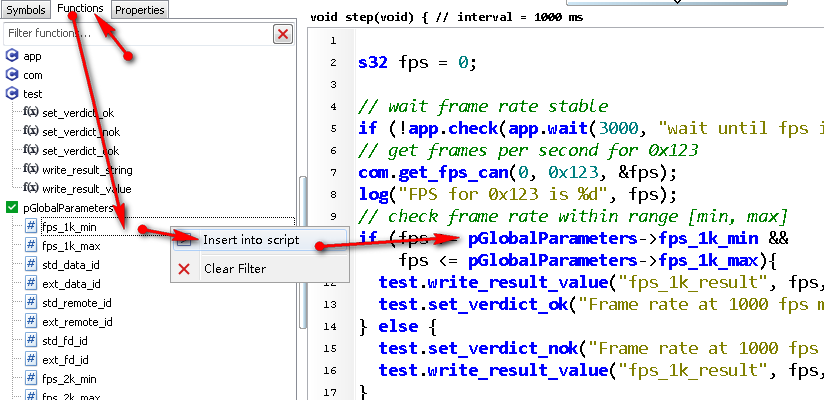 Symbols Functions Properties
Filter functions...
app
com
test
f(x) set_verdict_ok
f(x) set_verdict_nok
f(x)
f(x) write_result_string
f(x) write_result_value
pGlobalParameters
# fps_1k_min
# fps_1k_max
# std_data_id
# ext_data_id
# std_remote_id
# ext_remote_id
# std_fd_id
# ext_fd_id
# fps_2k_min
# fps_2k_max
Insert into script
Clear Filter
void step(void) { // interval = 1000 ms
1
2 s32 fps = 0;
3
4 // wait frame rate stable
5 if (!app.check(app.wait(3000, "wait until fps i
6 // get frames per second for 0x123
7 com.get_fps_can(0, 0x123, &fps);
8 log("FPS for 0x123 is %d", fps);
9 // check frame rate within range [min, max]
10 if (fps pGlobalParameters->fps_1k_min &&
11 fps <= pGlobalParameters->fps_1k_max){
12 test.write_result_value("fps_1k_result", fps,
13 test.set_verdict_ok("Frame rate at 1000 fps m
14 } else {
15 test.set_verdict_nok("Frame rate at 1000 fps
16 test.write_result_value("fps_1k_result", fps,
17 }